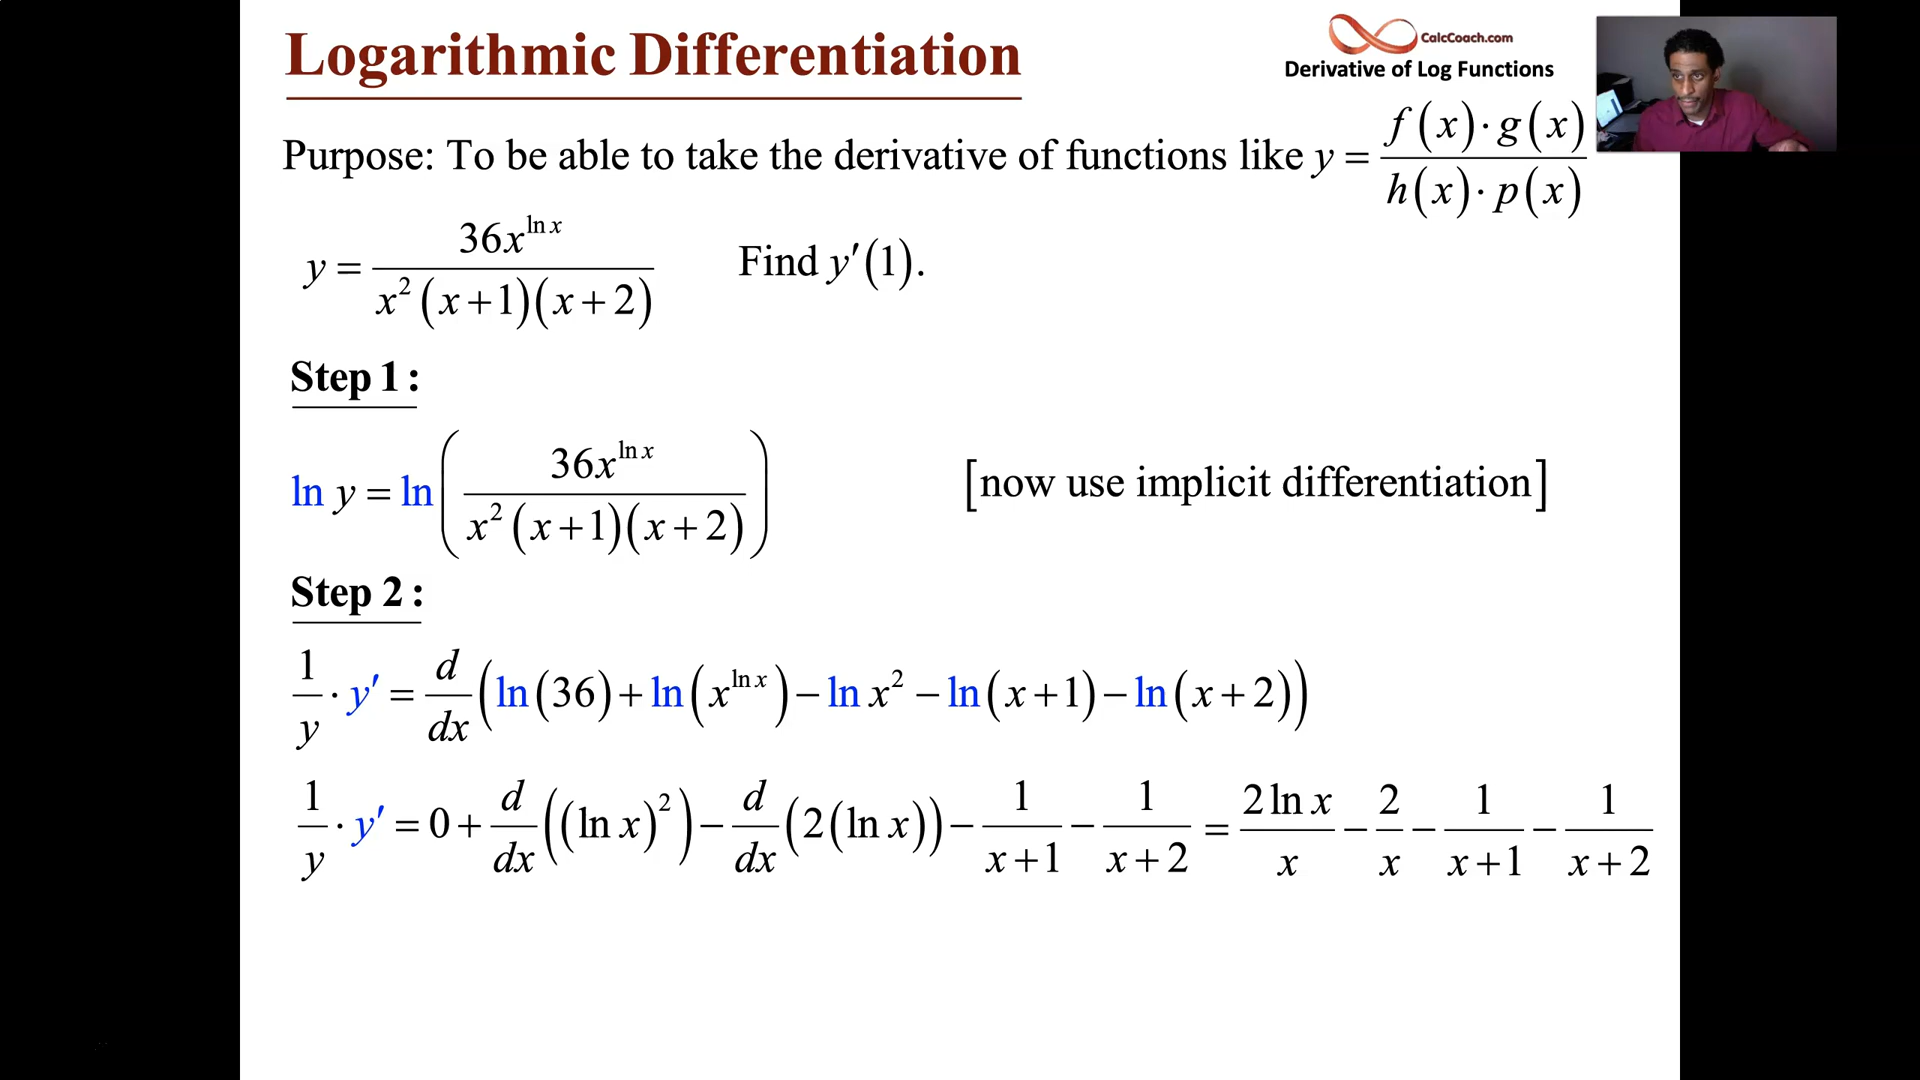 Logarithmic Differentiation
CalcCoach.com
Derivative of Log Functions
Purpose: To be able to take the derivative of functions like y = (f(x)·g(x))/(h(x)·p(x))
y = (36x^(ln x))/(x²(x+1)(x+2)) Find y′(1).
Step 1:
ln y = ln((36x^(ln x))/(x²(x+1)(x+2))) [now use implicit differentiation]
Step 2:
1/y · y′ = d/dx (ln(36) + ln(x^(ln x)) − ln x² − ln(x+1) − ln(x+2))
1/y · y′ = 0 + d/dx ((ln x)²) − d/dx (2(ln x)) − 1/(x+1) − 1/(x+2) = (2 ln x)/x − 2/x − 1/(x+1) − 1/(x+2)